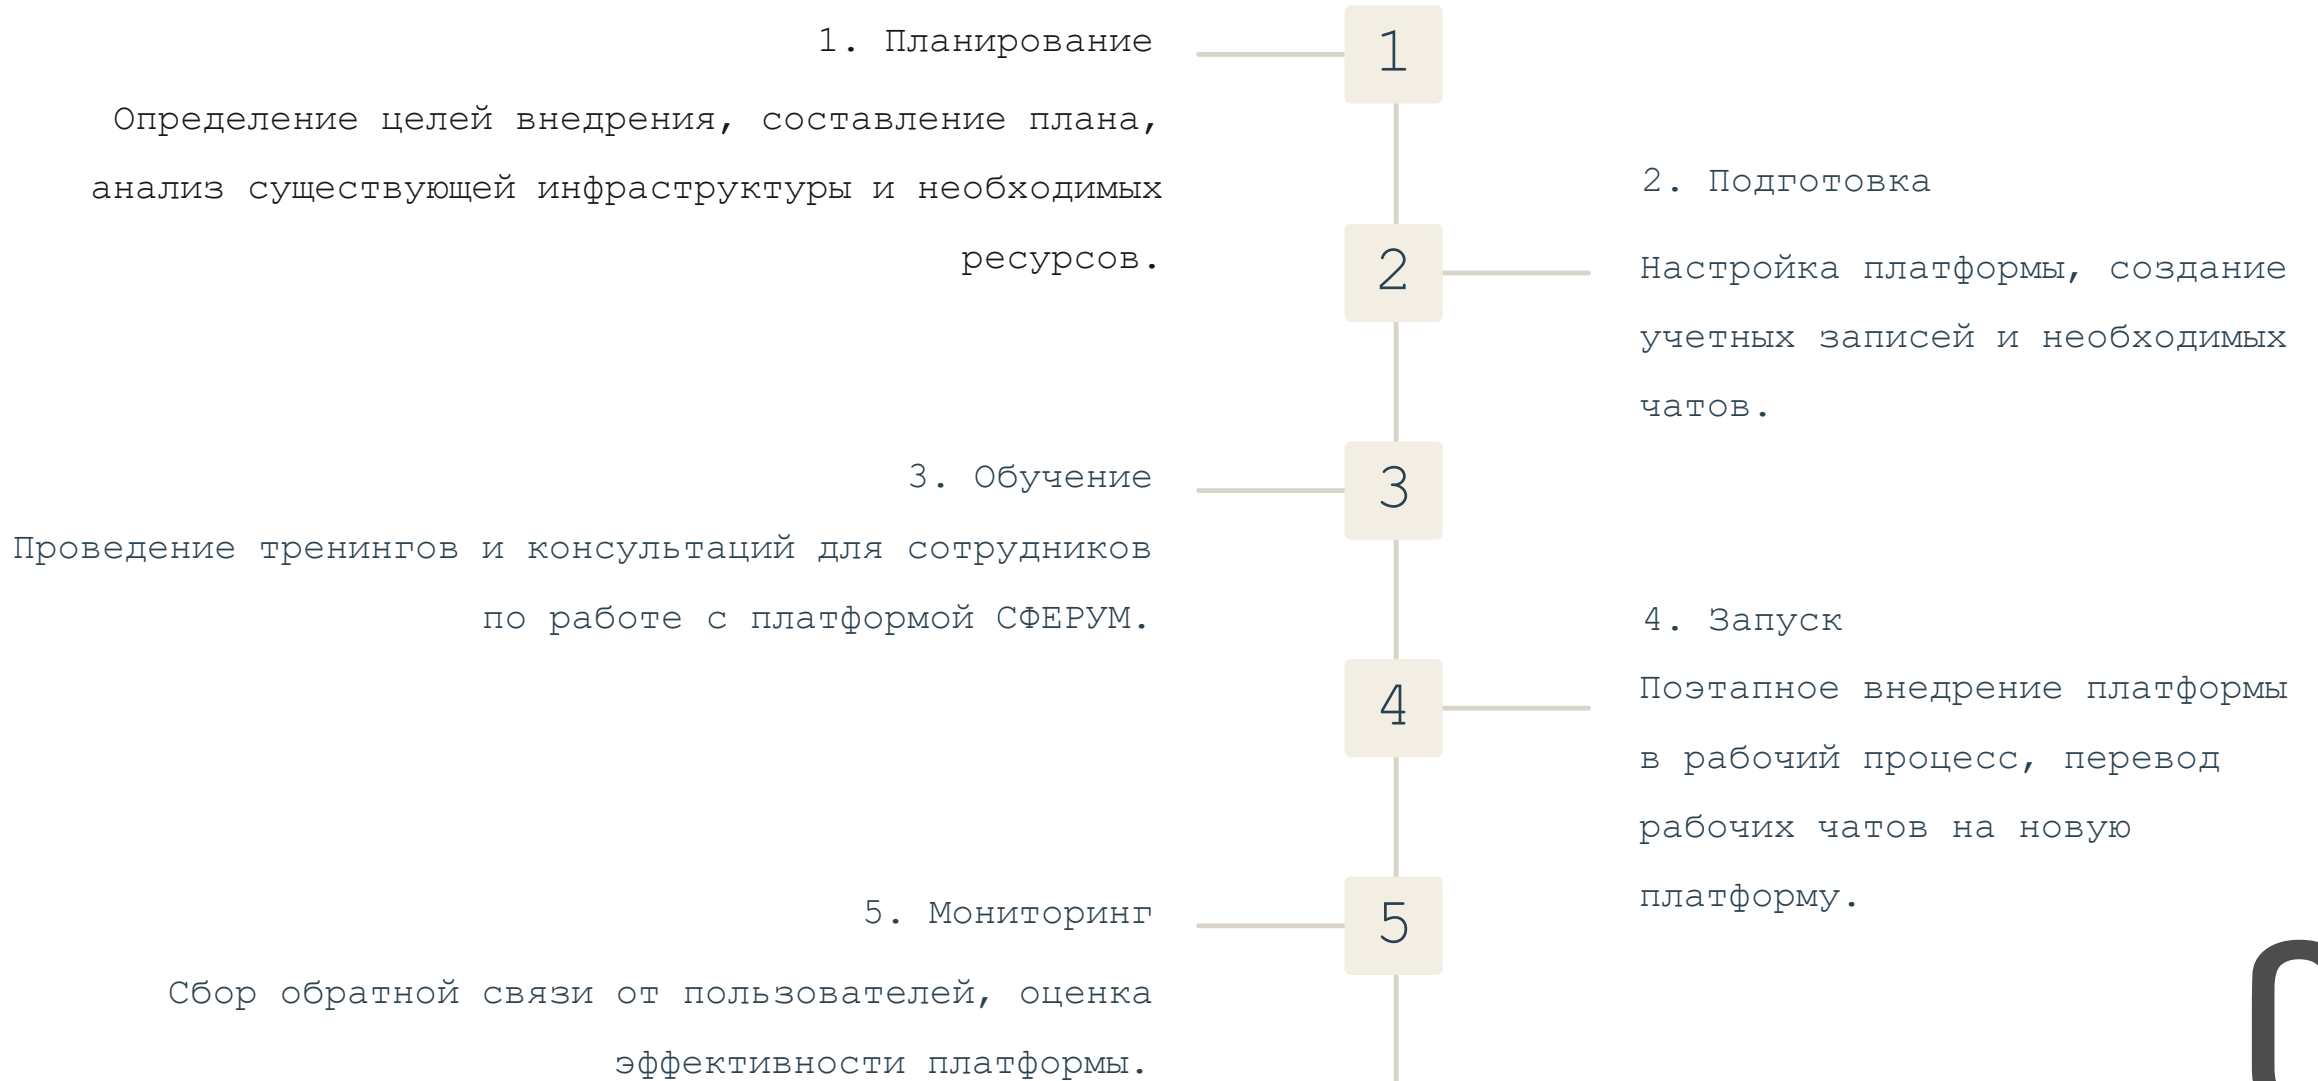 1. Планирование
1
Определение целей внедрения, составление плана,
анализ существующей инфраструктуры и необходимых
ресурсов.
2. Подготовка
2
Настройка платформы, создание
учетных записей и необходимых
чатов.
3. Обучение
3
Проведение тренингов и консультаций для сотрудников
по работе с платформой СФЕРУМ.
4. Запуск
4
Поэтапное внедрение платформы
в рабочий процесс, перевод
рабочих чатов на новую
платформу.
5. Мониторинг
5
Сбор обратной связи от пользователей, оценка
эффективности платформы.